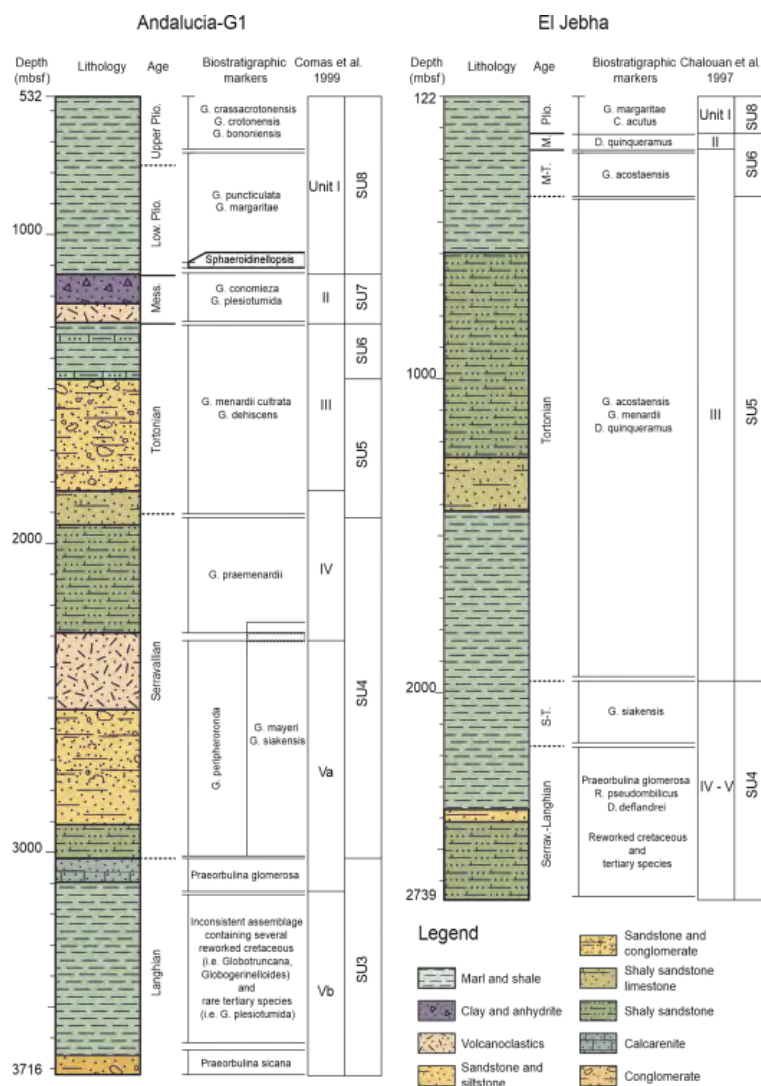 Andalucia-G1
Depth
(mbsf)
Lithology
Age
Biostratigraphic
markers
Comas et al.
1999
532
1000
2000
3000
3716
Upper Plio.
Low. Plio.
Mess.
Tortonian
Serravallian
Langhian
G. crassacrotonensis
G. crotonensis
G. bononiensis
G. puncticulata
G. margaritae
Sphaeroidinellopsis
G. conomieza
G. plesiotumida
G. menardii cultrata
G. dehiscens
G. praemenardii
G. peripheroronda
G. mayeri
G. siakensis
Praeorbulina glomerosa
Inconsistent assemblage
containing several
reworked cretaceous
(i.e. Globotruncana,
Globogerinelloides)
and
rare tertiary species
(i.e. G. plesiotumida)
Praeorbulina sicana
Unit I
II
III
IV
Va
Vb
SU8
SU7
SU6
SU5
SU4
SU3
El Jebha
Depth
(mbsf)
Lithology
Age
Biostratigraphic
markers
Chalouan et al.
1997
122
1000
2000
2739
Plio.
M.
M-T.
Tortonian
S-T.
Serrav.-Langhian
G. margaritae
C. acutus
D. quinqueramus
G. acostaensis
G. acostaensis
G. menardii
D. quinqueramus
G. siakensis
Praeorbulina glomerosa
R. pseudombilicus
D. deflandrei
Reworked cretaceous
and
tertiary species
Unit I
II
III
IV - V
SU8
SU6
SU5
SU4
Legend
Marl and shale
Clay and anhydrite
Volcanoclastics
Sandstone and
siltstone
Sandstone and
conglomerate
Shaly sandstone
limestone
Shaly sandstone
Calcarenite
Conglomerate